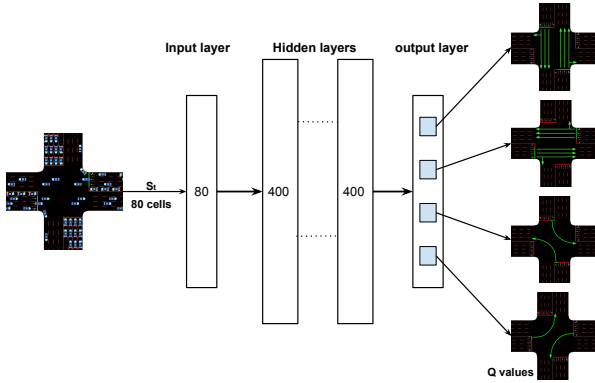 Input layer
Hidden layers
output layer
St
80 cells
80
400
400
Q values